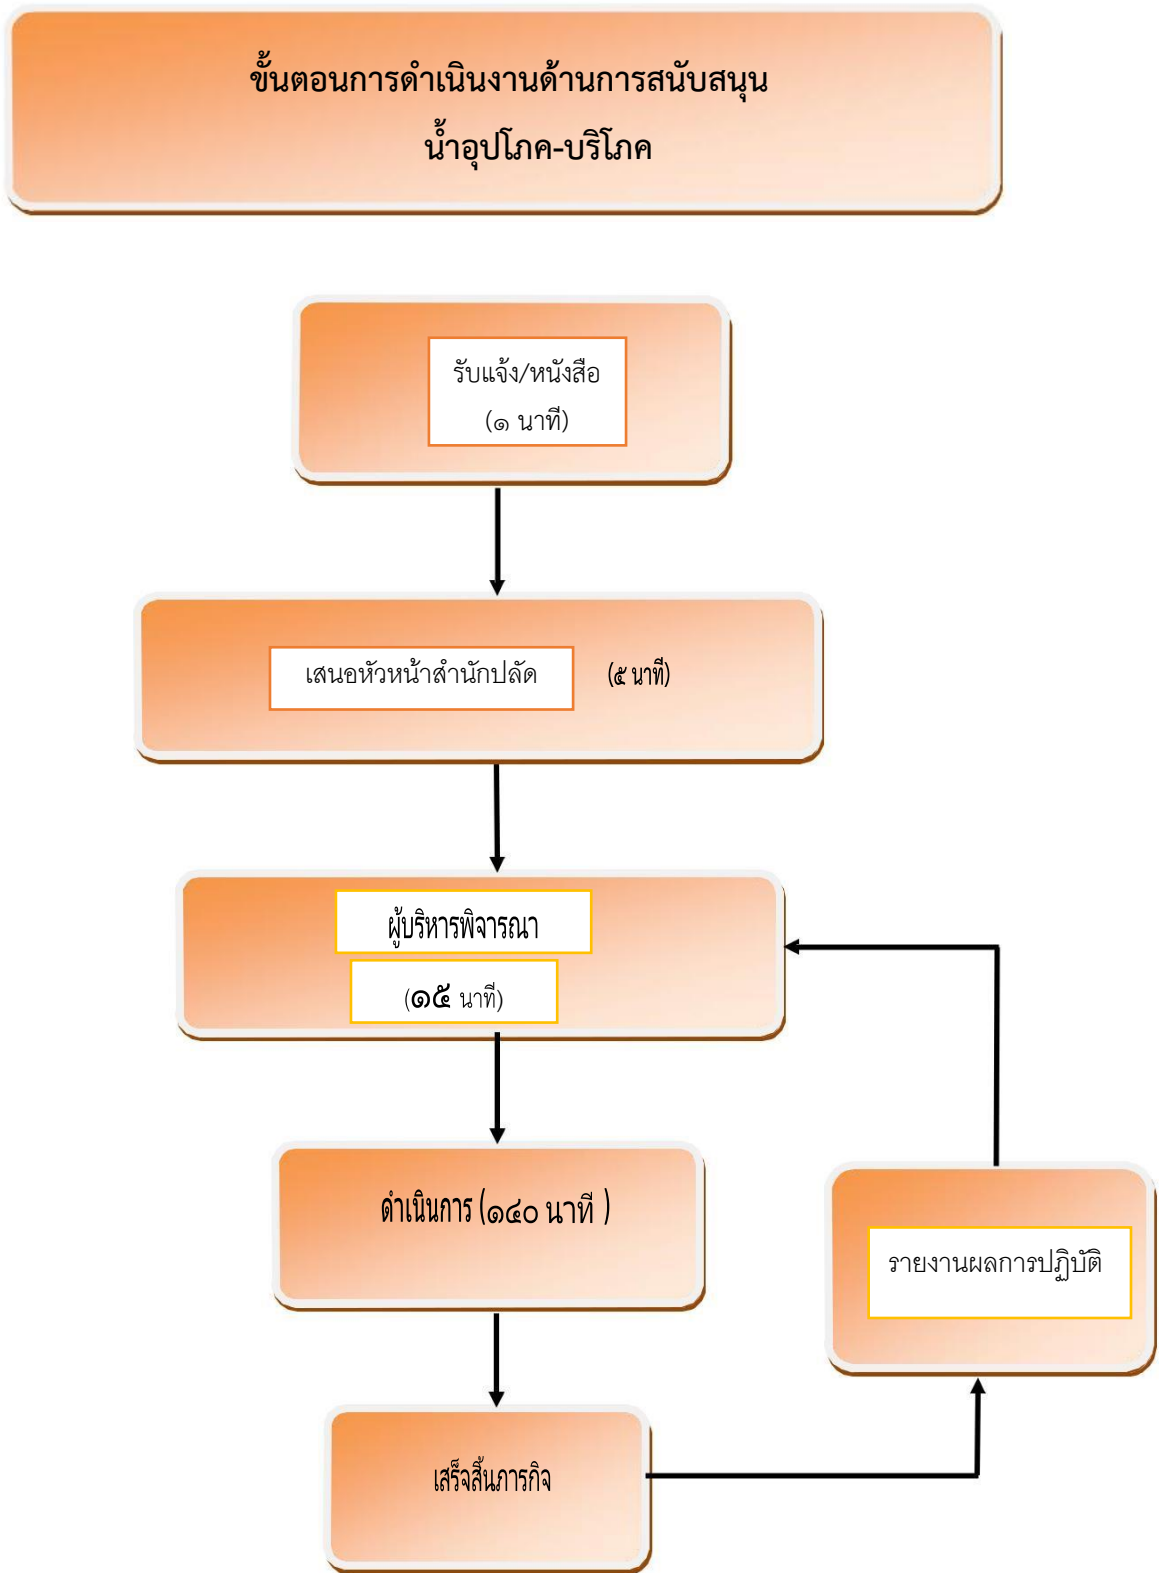 ขั้นตอนการดำเนินงานด้านการสนับสนุน
น้ำอุปโภค-บริโภค
รับแจ้ง/หนังสือ
(๑ นาที)
เสนอหัวหน้าสำนักปลัด (๕ นาที)
ผู้บริหารพิจารณา
(๑๕ นาที)
ดำเนินการ (๑๔๐ นาที )
รายงานผลการปฏิบัติ
เสร็จสิ้นภารกิจ